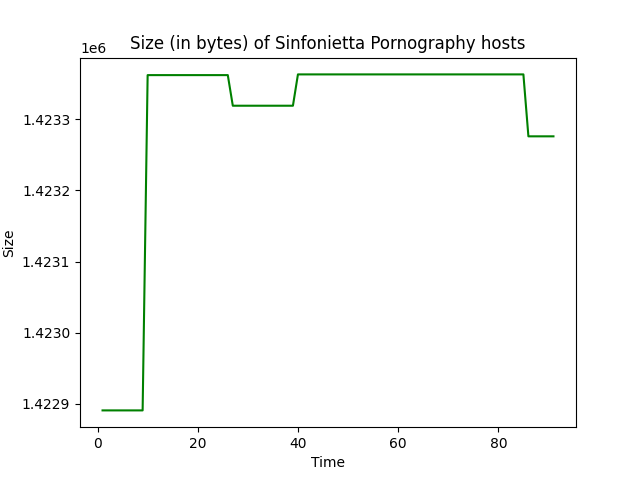 Size (in bytes) of Sinfonietta Pornography hosts
1e6
1.4233
1.4232
1.4231
1.4230
1.4229
Size
0 20 40 60 80
Time